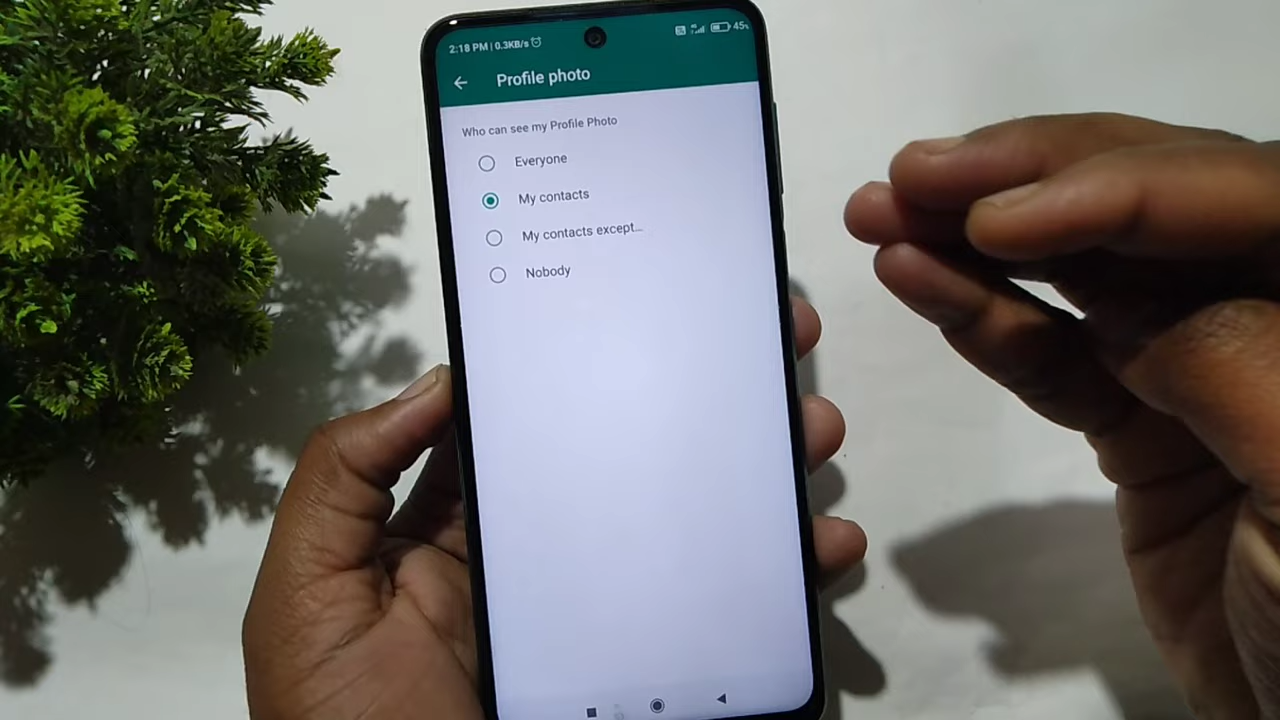 2:18 PM | 0.3KB/s
4G
45%
Profile photo
Who can see my Profile Photo
Everyone
My contacts
My contacts except...
Nobody